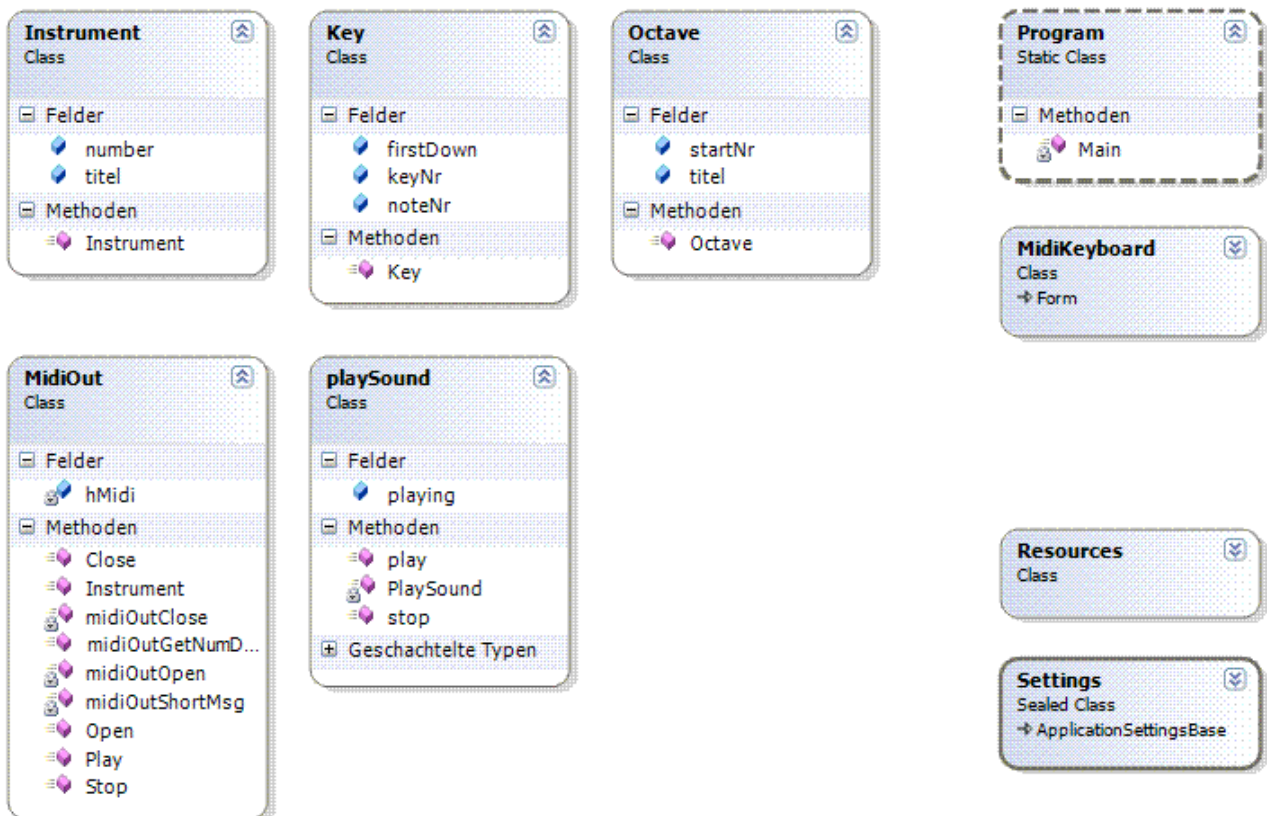 Instrument
Class
Felder
number
titel
Methoden
Instrument
Key
Class
Felder
firstDown
keyNr
noteNr
Methoden
Key
Octave
Class
Felder
startNr
titel
Methoden
Octave
Program
Static Class
Methoden
Main
MidiKeyboard
Class
Form
MidiOut
Class
Felder
hMidi
Methoden
Close
Instrument
midiOutClose
midiOutGetNumD...
midiOutOpen
midiOutShortMsg
Open
Play
Stop
playSound
Class
Felder
playing
Methoden
play
PlaySound
stop
Geschachtelte Typen
Resources
Class
Settings
Sealed Class
ApplicationSettingsBase